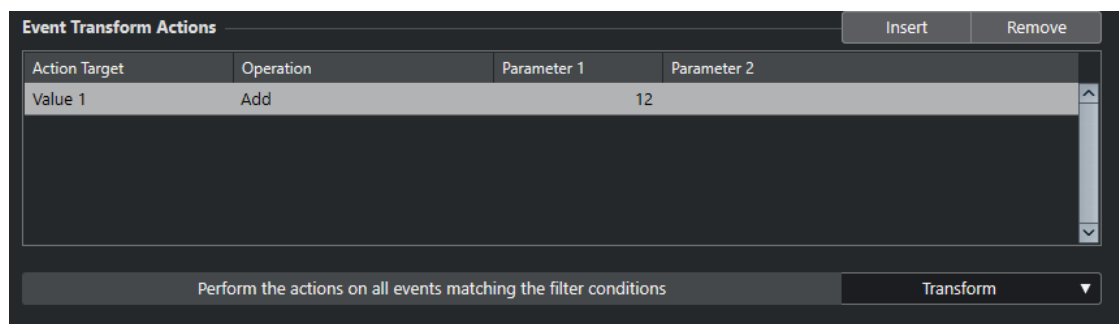 Event Transform Actions Insert Remove
Action Target Operation Parameter 1 Parameter 2
Value 1 Add 12
Perform the actions on all events matching the filter conditions Transform